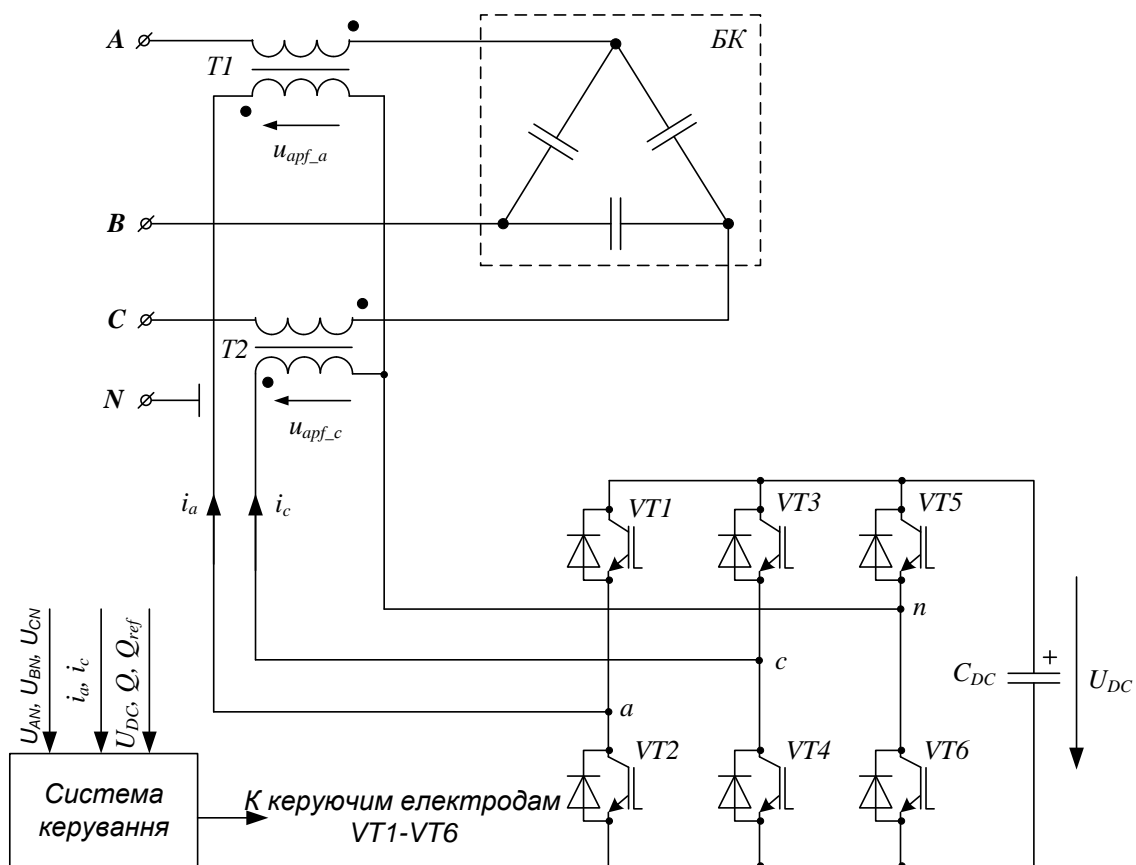 A
T1
БК
u_apf_a
B
C
T2
N
u_apf_c
i_a
i_c
VT1
VT3
VT5
n
U_AN, U_BN, U_CN
i_a, i_c
U_DC, Q, Q_ref
c
C_DC
+
U_DC
a
VT2
VT4
VT6
Система
керування
К керуючим електродам
VT1-VT6